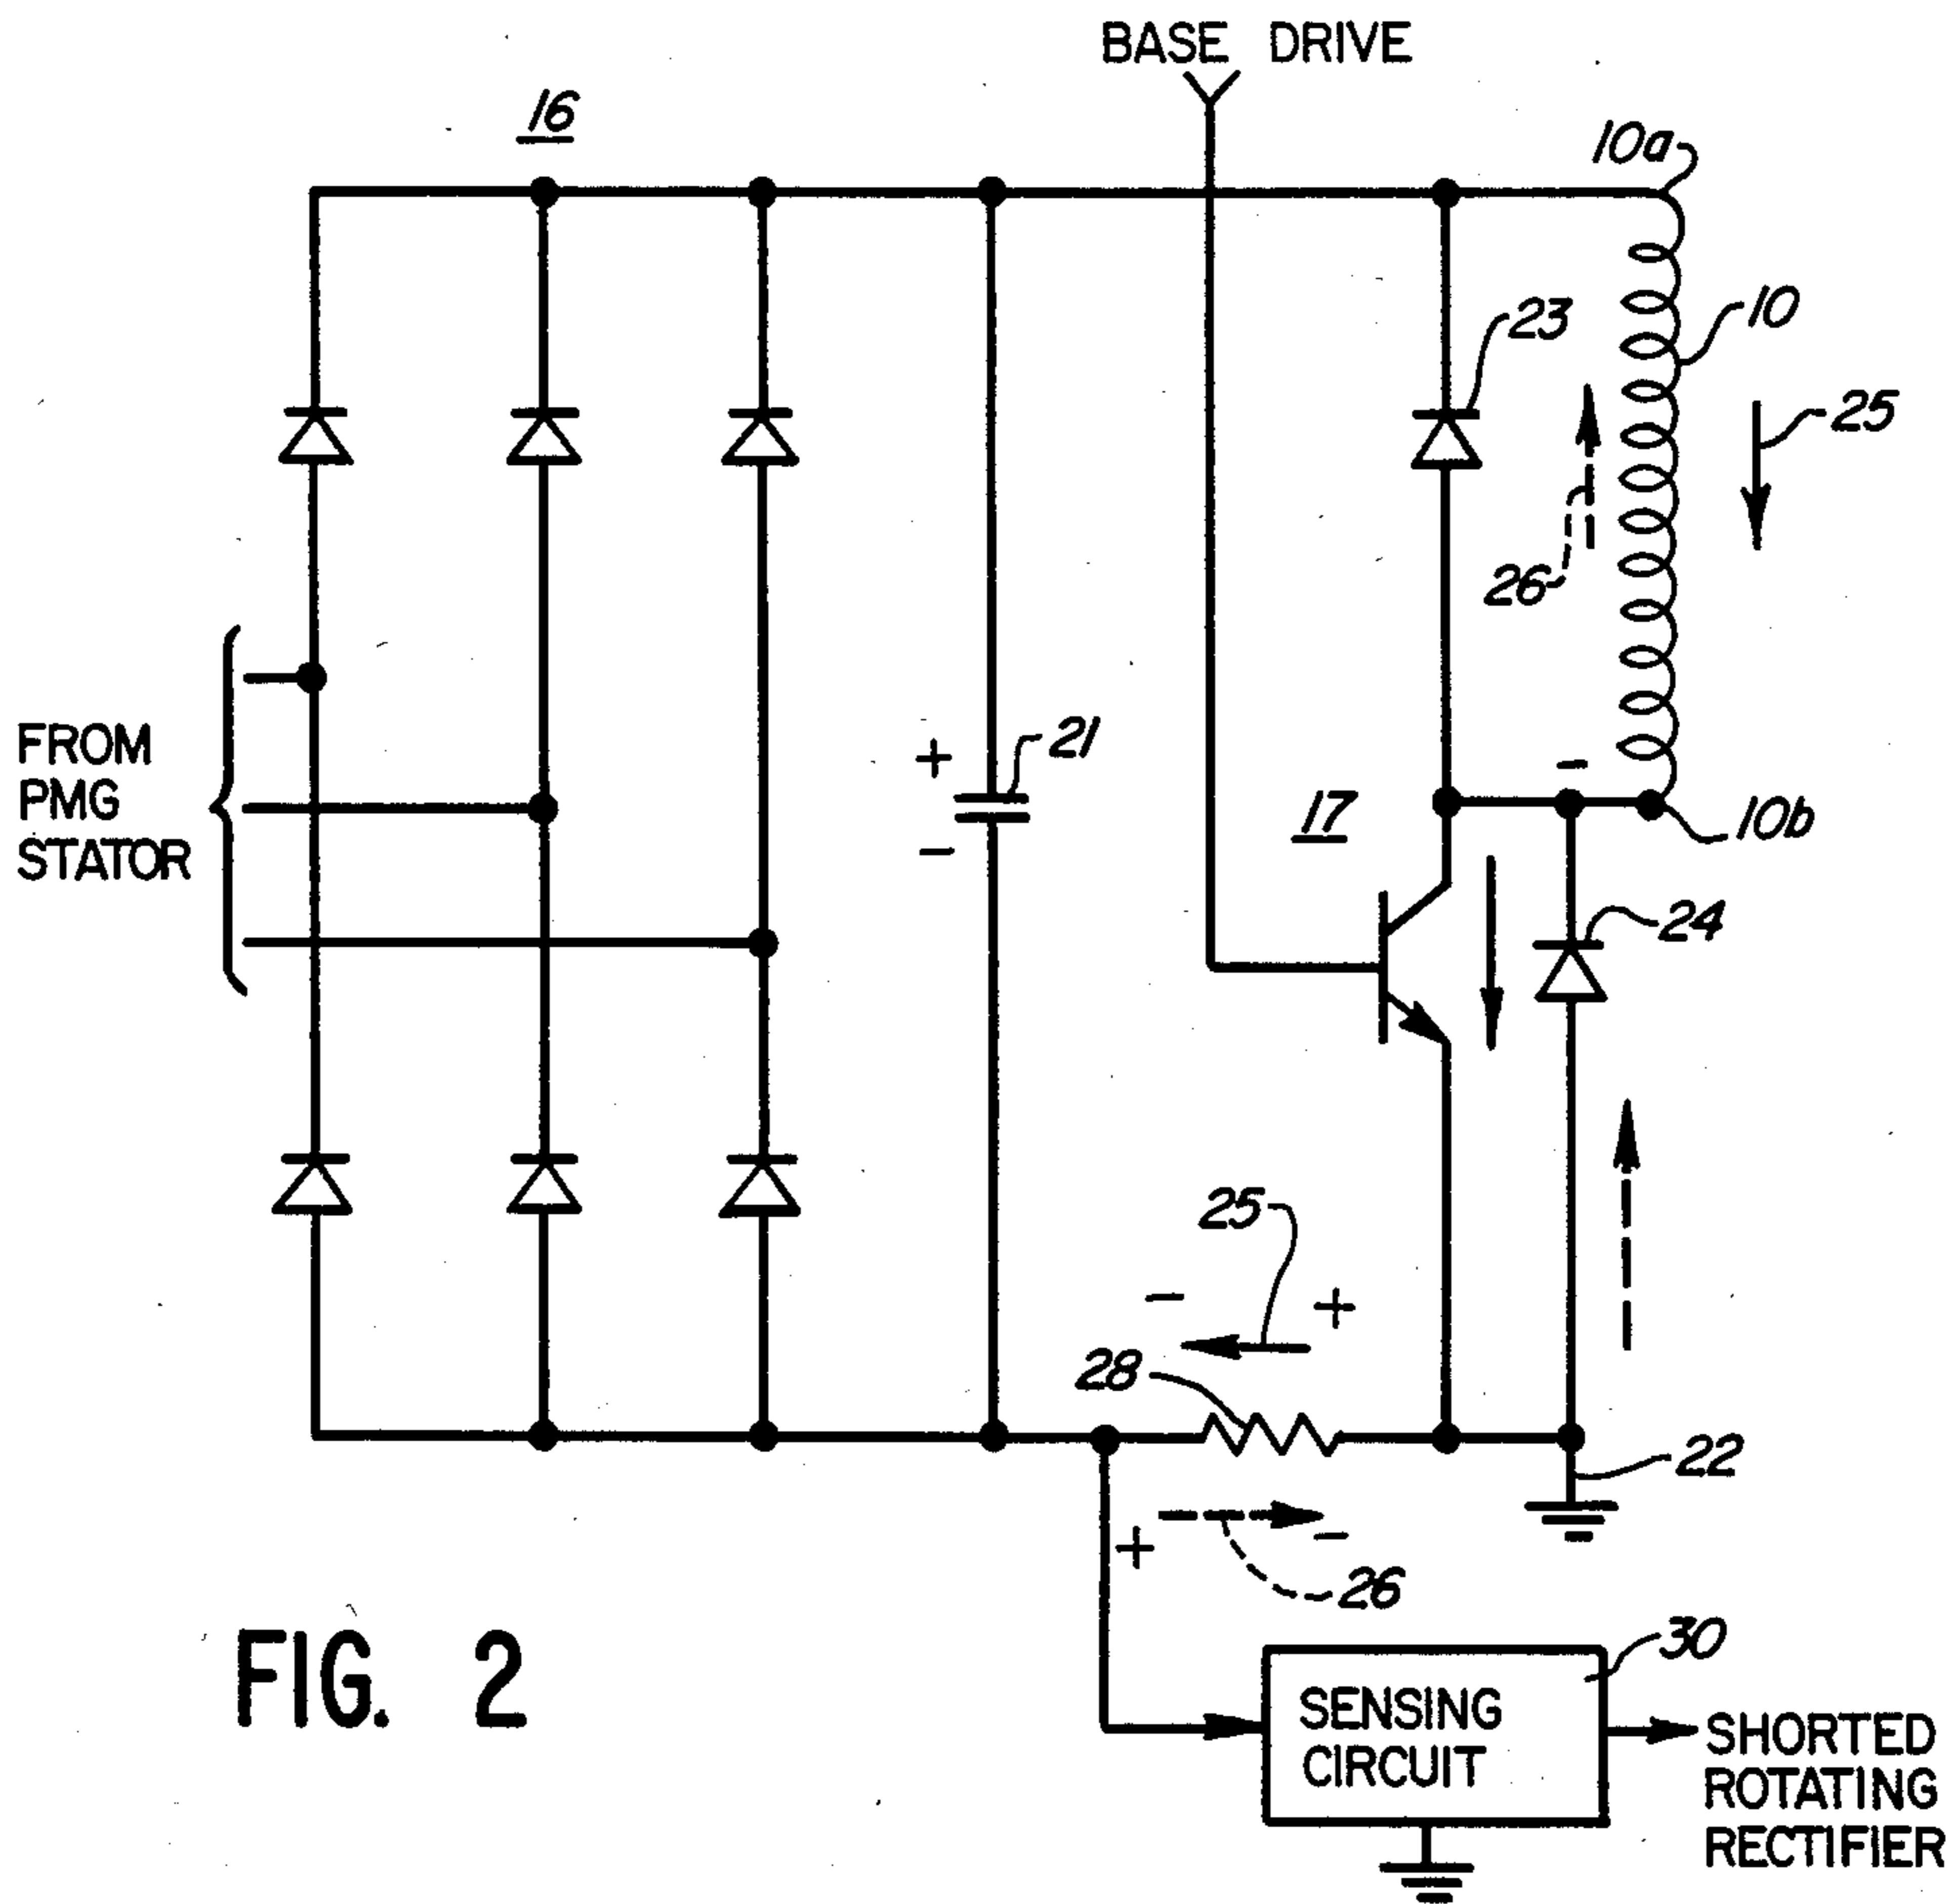 BASE DRIVE
16
10a
23
10
25
26
FROM
PMG
STATOR
+
21
-
17
-
10b
24
25
-
+
28
22
+
-
26
FIG. 2
30
SENSING
CIRCUIT
SHORTED
ROTATING
RECTIFIER